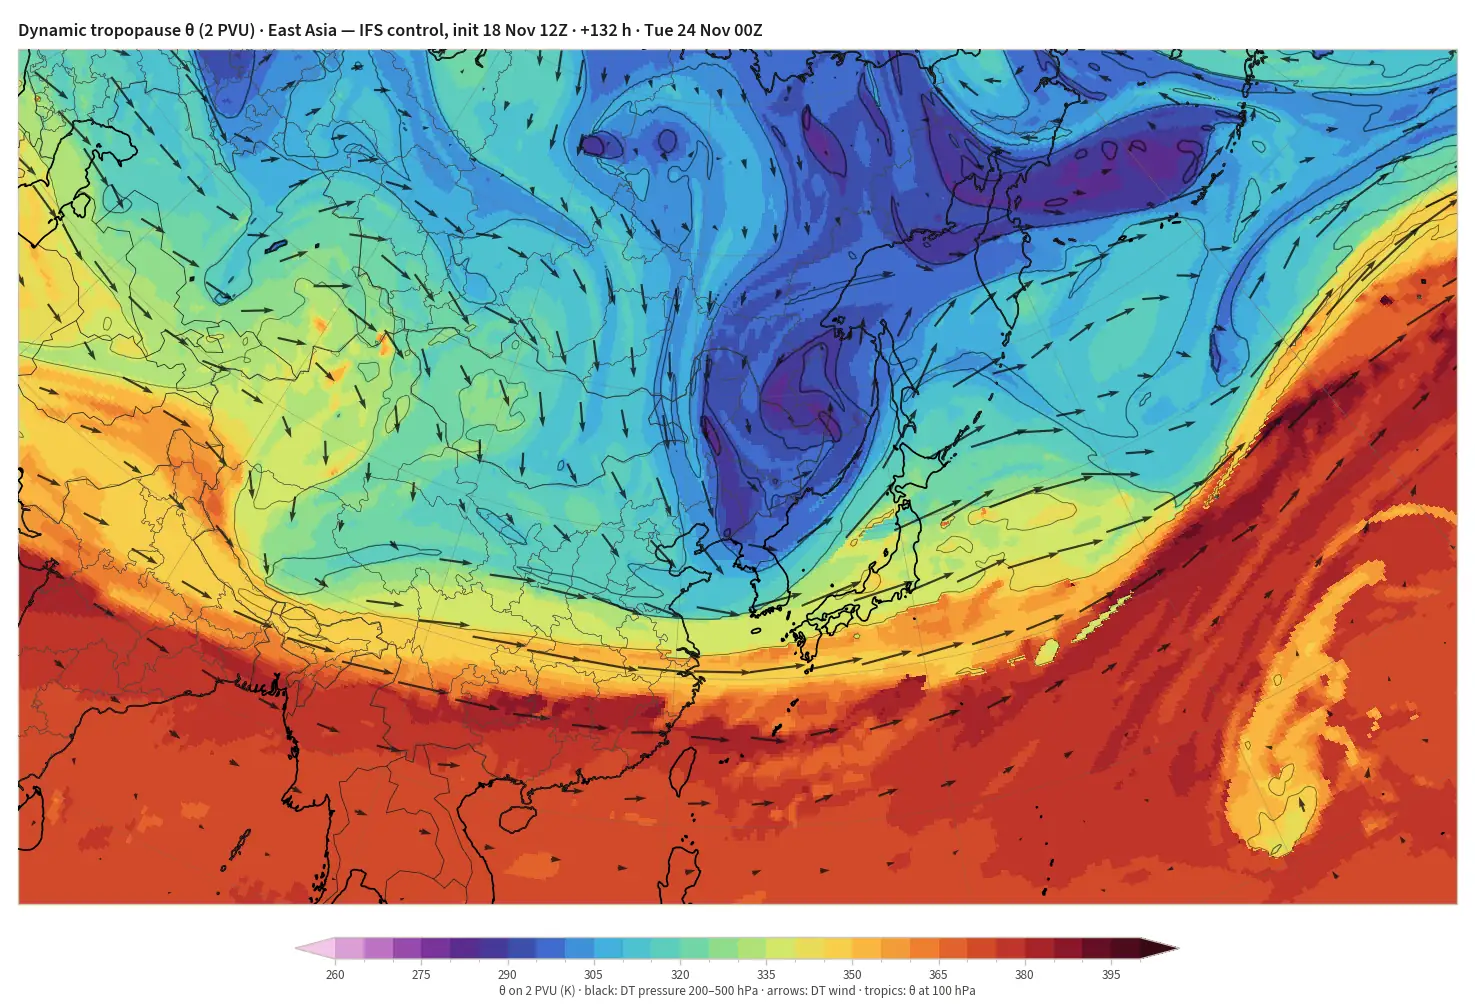 Dynamic tropopause θ (2 PVU) · East Asia — IFS control, init 18 Nov 12Z · +132 h · Tue 24 Nov 00Z
260 275 290 305 320 335 350 365 380 395
θ on 2 PVU (K) · black: DT pressure 200–500 hPa · arrows: DT wind · tropics: θ at 100 hPa